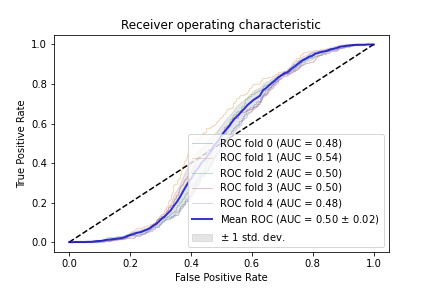 Receiver operating characteristic
True Positive Rate
1.0
0.8
0.6
0.4
0.2
0.0
ROC fold 0 (AUC = 0.48)
ROC fold 1 (AUC = 0.54)
ROC fold 2 (AUC = 0.50)
ROC fold 3 (AUC = 0.50)
ROC fold 4 (AUC = 0.48)
Mean ROC (AUC = 0.50 ± 0.02)
± 1 std. dev.
0.0 0.2 0.4 0.6 0.8 1.0
False Positive Rate